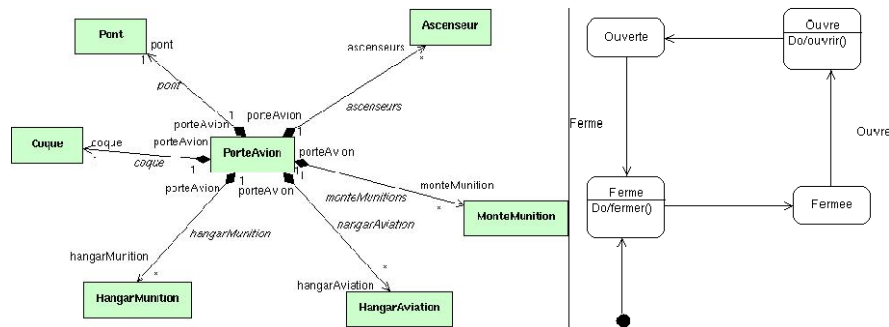 Pont
pont
1
pont
Ascenseur
ascenseurs
*
ascenseurs
1
porteAvion
porteAvion
1
Coque
coque
coque
porteAvion
1
PorteAvion
porteAvion
1
monteMunition
monteMunitions
*
MonteMunition
porteAvion
1
porteAvion
1
hangarMunition
hangarMunition
*
HangarMunition
hangarAviation
hangarAviation
*
HangarAviation
Ouverte
Ouvre
Do/ouvrir()
Ferme
Ouvre
Ferme
Do/fermer()
Fermee